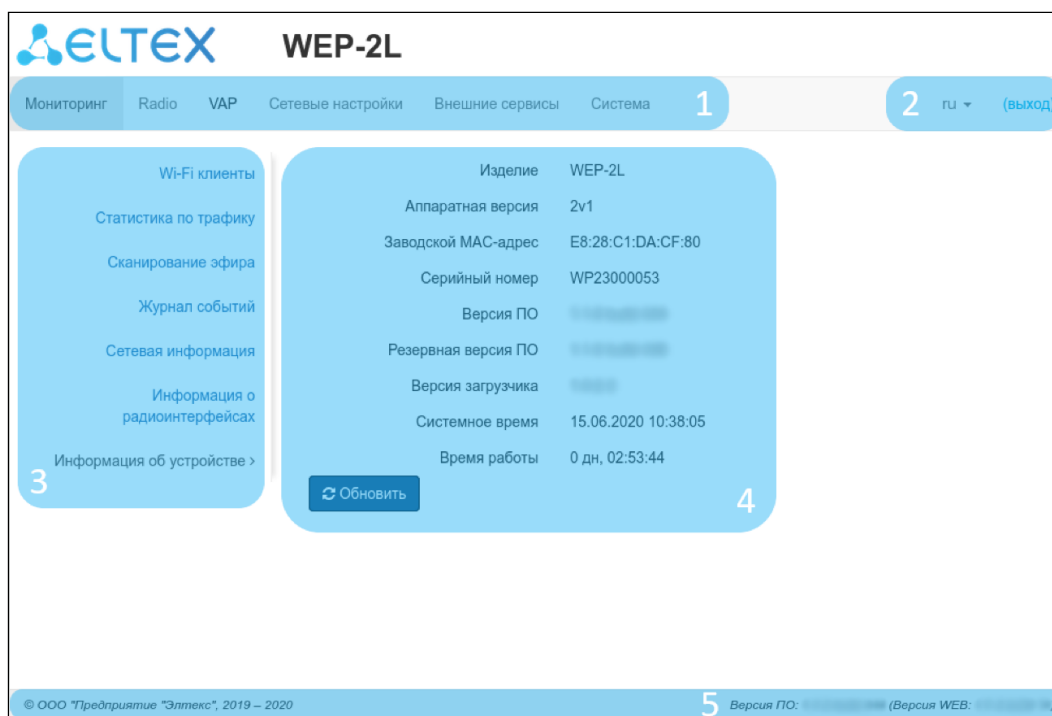 ELTEX WEP-2L
Мониторинг Radio VAP Сетевые настройки Внешние сервисы Система 1 2 ru (выход)
Wi-Fi клиенты
Статистика по трафику
Сканирование эфира
Журнал событий
Сетевая информация
Информация о
радиоинтерфейсах
Информация об устройстве >
3
Изделие WEP-2L
Аппаратная версия 2v1
Заводской MAC-адрес E8:28:C1:DA:CF:80
Серийный номер WP23000053
Версия ПО
Резервная версия ПО
Версия загрузчика
Системное время 15.06.2020 10:38:05
Время работы 0 дн, 02:53:44
Обновить
4
© ООО "Предприятие "Элтекс", 2019 – 2020 5 Версия ПО: (Версия WEB: